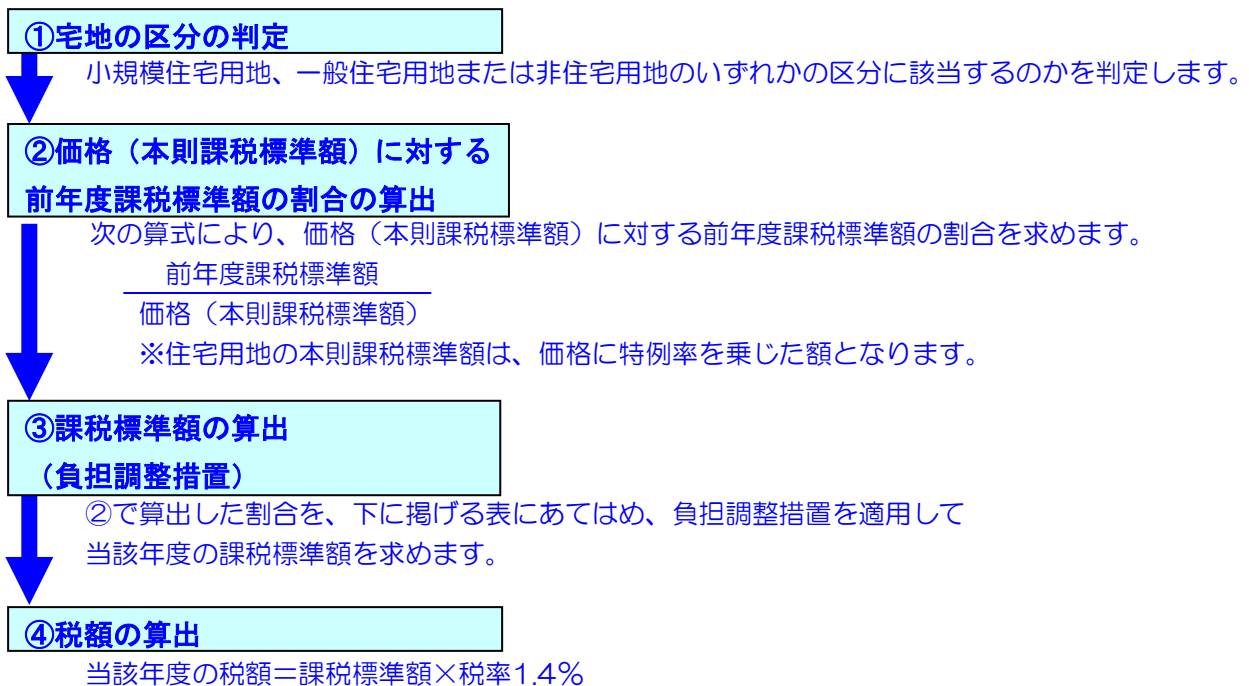 ①宅地の区分の判定
小規模住宅用地、一般住宅用地または非住宅用地のいずれかの区分に該当するのかを判定します。
②価格（本則課税標準額）に対する
前年度課税標準額の割合の算出
次の算式により、価格（本則課税標準額）に対する前年度課税標準額の割合を求めます。
前年度課税標準額
価格（本則課税標準額）
※住宅用地の本則課税標準額は、価格に特例率を乗じた額となります。
③課税標準額の算出
（負担調整措置）
②で算出した割合を、下に掲げる表にあてはめ、負担調整措置を適用して
当該年度の課税標準額を求めます。
④税額の算出
当該年度の税額＝課税標準額×税率1.4％